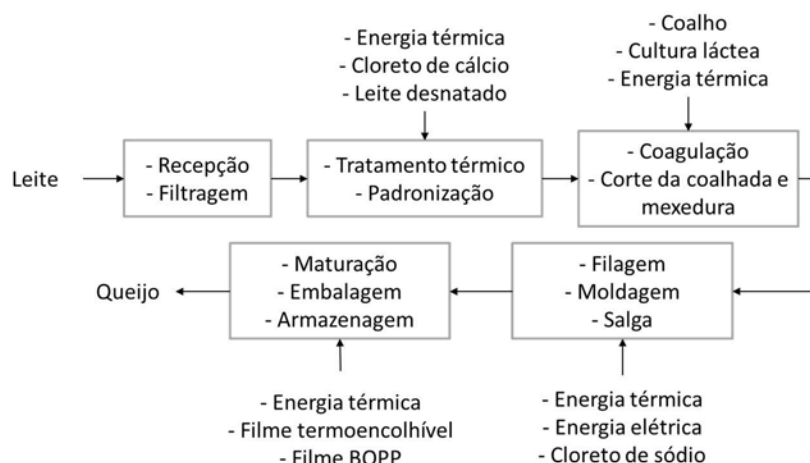 - Energia térmica
- Cloreto de cálcio
- Leite desnatado
- Coalho
- Cultura láctea
- Energia térmica
Leite
- Recepção
- Filtragem
- Tratamento térmico
- Padronização
- Coagulação
- Corte da coalhada e
mexedura
Queijo
- Maturação
- Embalagem
- Armazenagem
- Filagem
- Moldagem
- Salga
- Energia térmica
- Filme termoencolhível
- Filme BOPP
- Energia térmica
- Energia elétrica
- Cloreto de sódio